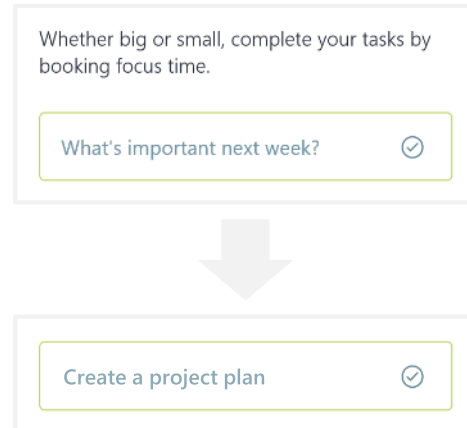 Whether big or small, complete your tasks by
booking focus time.
What's important next week?
Create a project plan